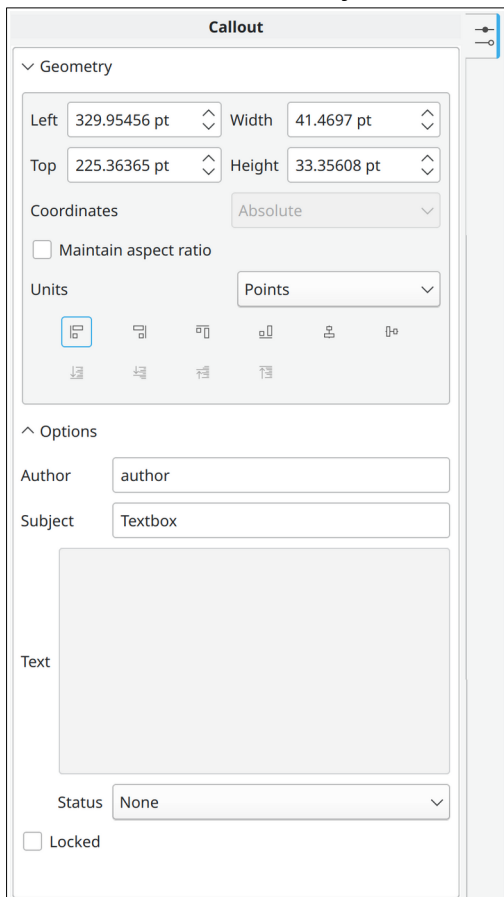 Callout
Geometry
Left 329.95456 pt Width 41.4697 pt
Top 225.36365 pt Height 33.35608 pt
Coordinates Absolute
Maintain aspect ratio
Units Points
Options
Author author
Subject Textbox
Text
Status None
Locked